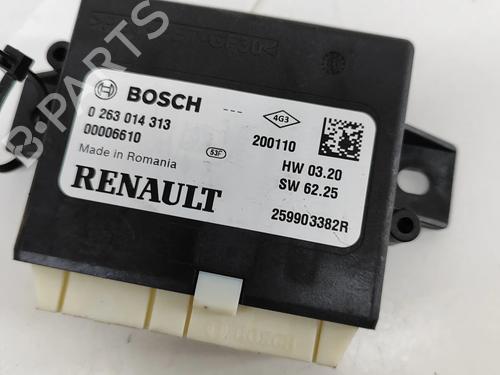 BOSCH
0 263 014 313
00006610
Made in Romania
53F
RENAULT
---
4G3
200110
HW 03.20
SW 62.25
259903382R
B-PARTS
BOSCH